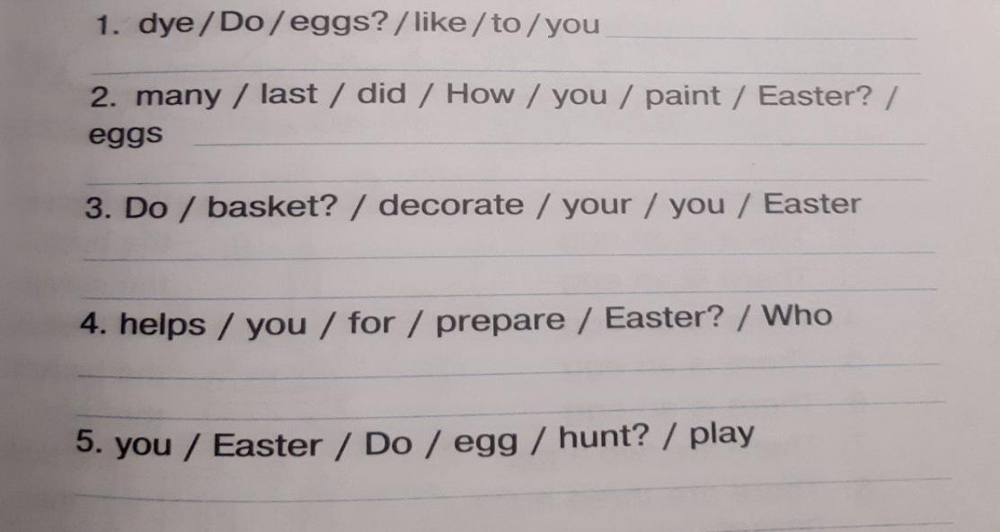 1. dye/Do/eggs?/like/to/you
2. many / last / did / How / you / paint / Easter? /
eggs
3. Do / basket? / decorate / your / you / Easter
4. helps / you / for / prepare / Easter? / Who
5. you / Easter / Do / egg / hunt? / play